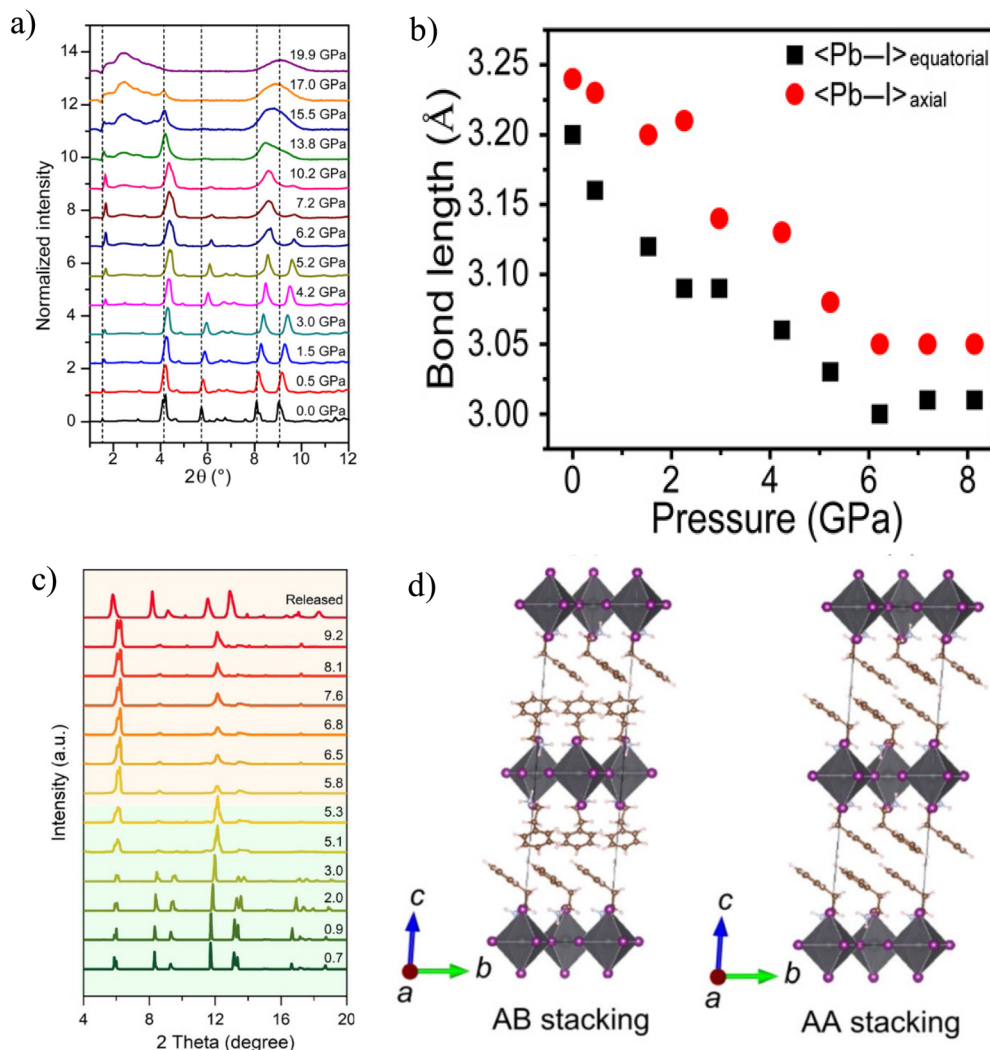 a)
14
12
10
8
6
4
2
0
Normalized intensity
19.9 GPa
17.0 GPa
15.5 GPa
13.8 GPa
10.2 GPa
7.2 GPa
6.2 GPa
5.2 GPa
4.2 GPa
3.0 GPa
1.5 GPa
0.5 GPa
0.0 GPa
2 4 6 8 10 12
2θ (°)
b)
<Pb—I> equatorial
<Pb—I> axial
3.25
3.20
3.15
3.10
3.05
3.00
Bond length (Å)
0 2 4 6 8
Pressure (GPa)
c)
Intensity (a.u.)
Released
9.2
8.1
7.6
6.8
6.5
5.8
5.3
5.1
3.0
2.0
0.9
0.7
4 8 12 16 20
2 Theta (degree)
d)
c
b
a
AB stacking
c
b
a
AA stacking